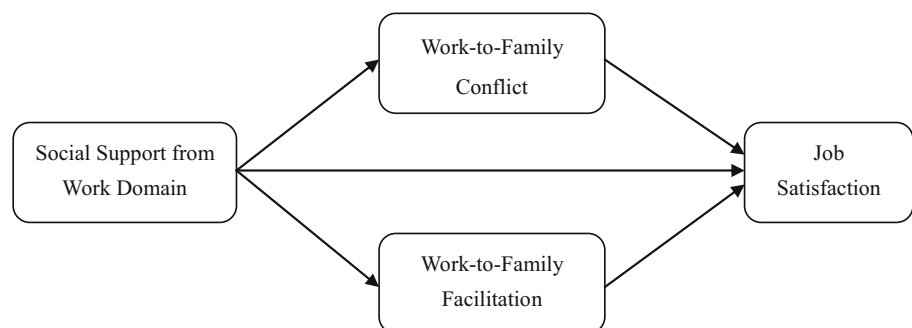 Work-to-Family
Conflict
Social Support from
Work Domain
Job
Satisfaction
Work-to-Family
Facilitation